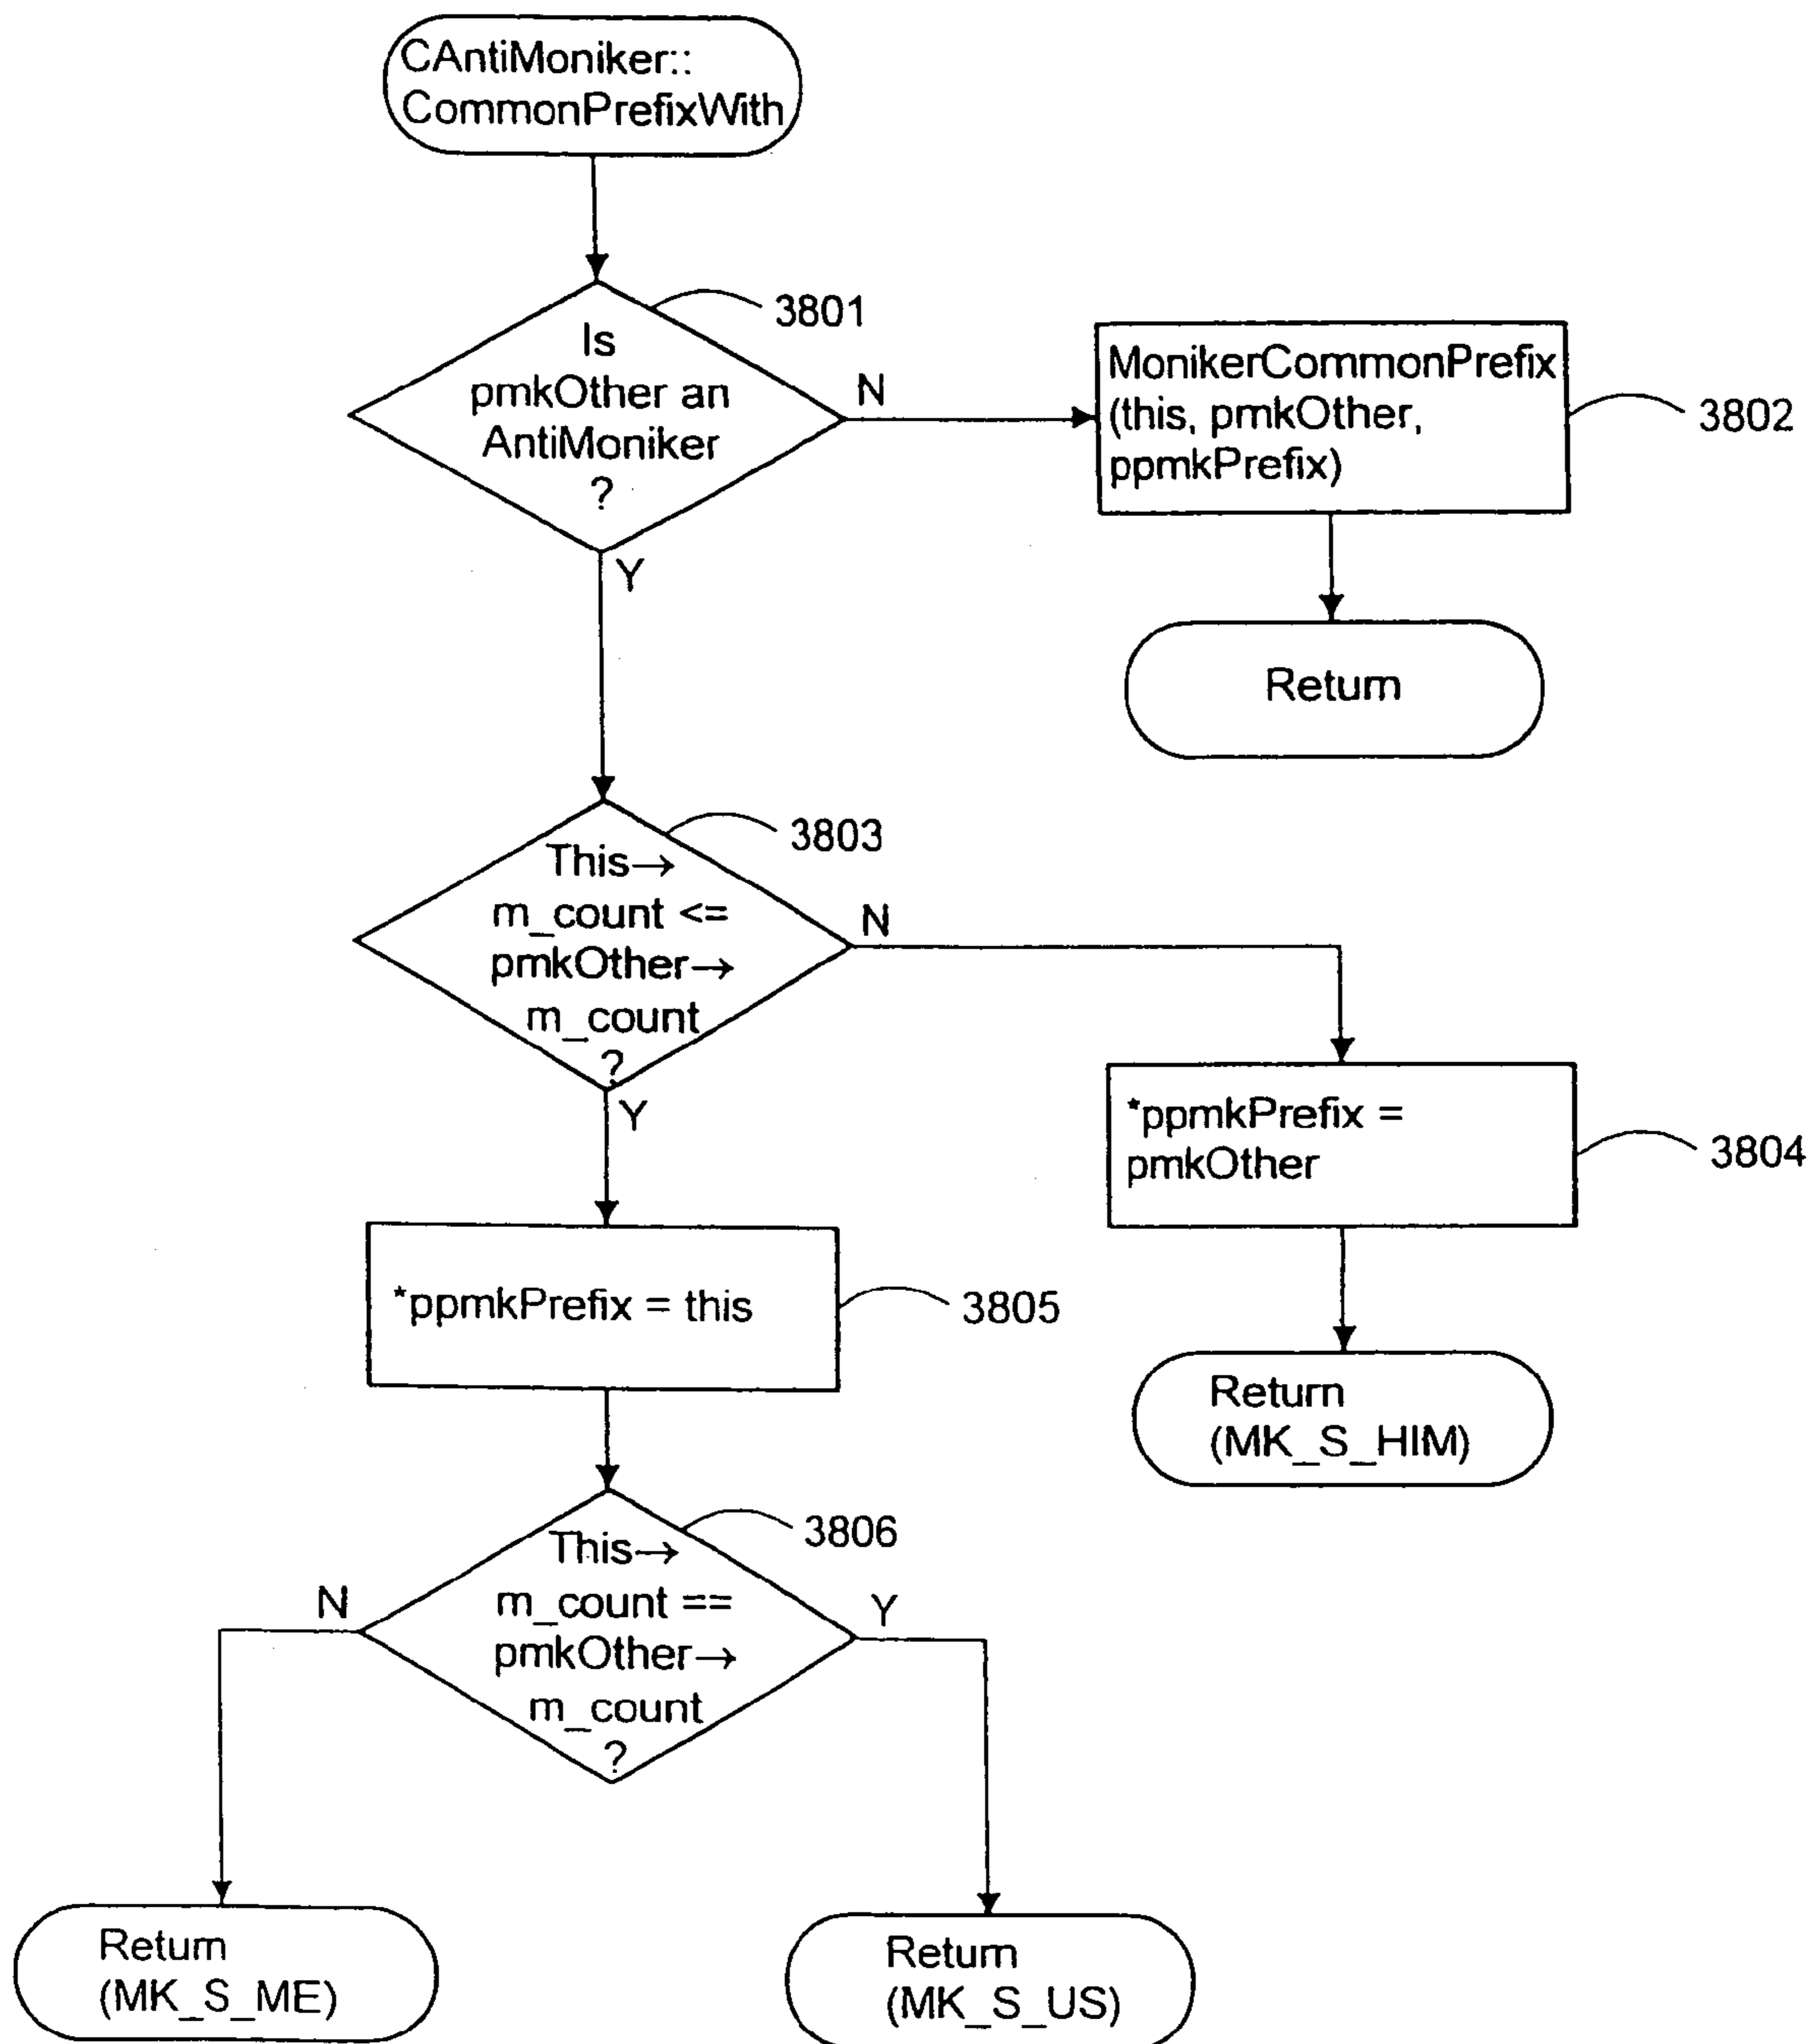 CAntiMoniker::
CommonPrefixWith
3801
Is
pmkOther an
AntiMoniker
?
N
Y
MonikerCommonPrefix
(this, pmkOther,
ppmkPrefix)
3802
Return
3803
This→
m_count <=
pmkOther→
m_count
?
N
Y
*ppmkPrefix =
pmkOther
3804
*ppmkPrefix = this
3805
Return
(MK_S_HIM)
3806
This→
m_count ==
pmkOther→
m_count
?
N
Y
Return
(MK_S_ME)
Return
(MK_S_US)